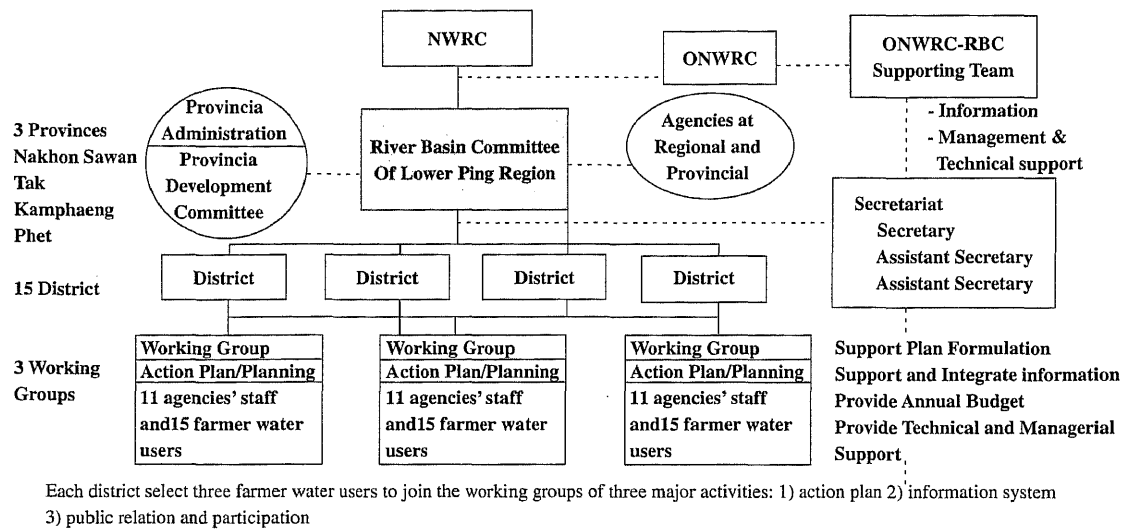 NWRC
ONWRC
ONWRC-RBC
Supporting Team
- Information
- Management &
Technical support
3 Provinces
Nakhon Sawan
Tak
Kamphaeng
Phet
Provincia
Administration
Provincia
Development
Committee
River Basin Committee
Of Lower Ping Region
Agencies at
Regional and
Provincial
Secretariat
Secretary
Assistant Secretary
Assistant Secretary
15 District
District
District
District
District
3 Working
Groups
Working Group
Action Plan/Planning
11 agencies' staff
and15 farmer water
users
Working Group
Action Plan/Planning
11 agencies' staff
and15 farmer water
users
Working Group
Action Plan/Planning
11 agencies' staff
and15 farmer water
users
Support Plan Formulation
Support and Integrate information
Provide Annual Budget
Provide Technical and Managerial
Support
Each district select three farmer water users to join the working groups of three major activities: 1) action plan 2) information system
3) public relation and participation